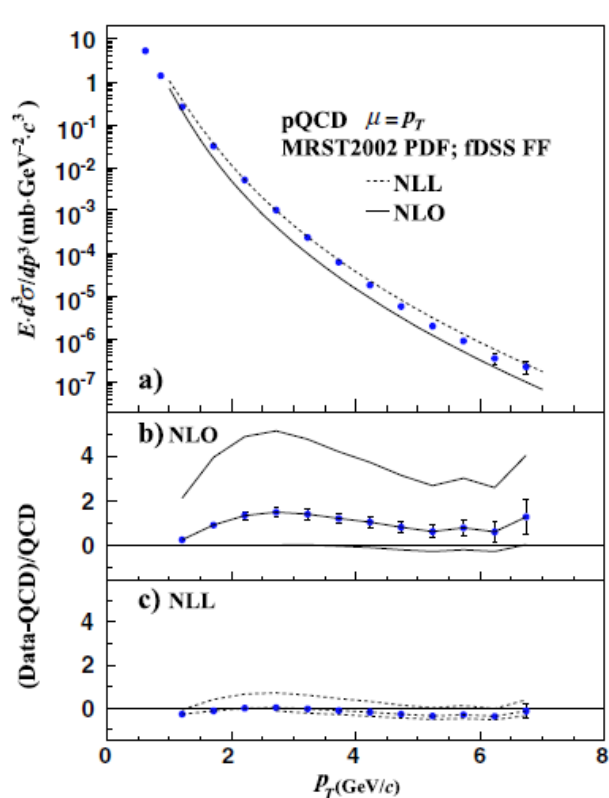 10
1
10⁻¹
10⁻²
10⁻³
10⁻⁴
10⁻⁵
10⁻⁶
10⁻⁷
E·d³σ/dp³(mb·GeV⁻²·c³)
pQCD μ=p_T
MRST2002 PDF; fDSS FF
NLL
NLO
a)
b) NLO
4
2
0
c) NLL
4
2
0
(Data-QCD)/QCD
0 2 4 6 8
p_T(GeV/c)